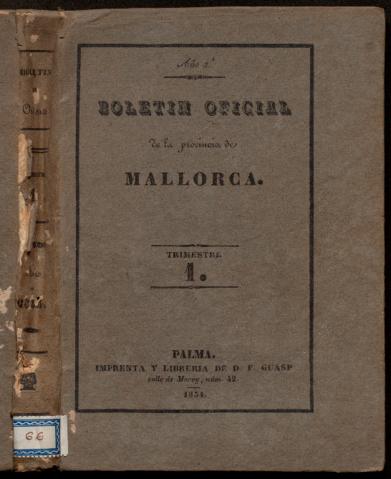 Año 2.º
BOLETIN OFICIAL
de la provincia de
MALLORCA.
TRIMESTRE
1.
PALMA.
IMPRENTA Y LIBRERIA DE D. F. GUASP
calle de Morey, núm. 42.
1834.
66